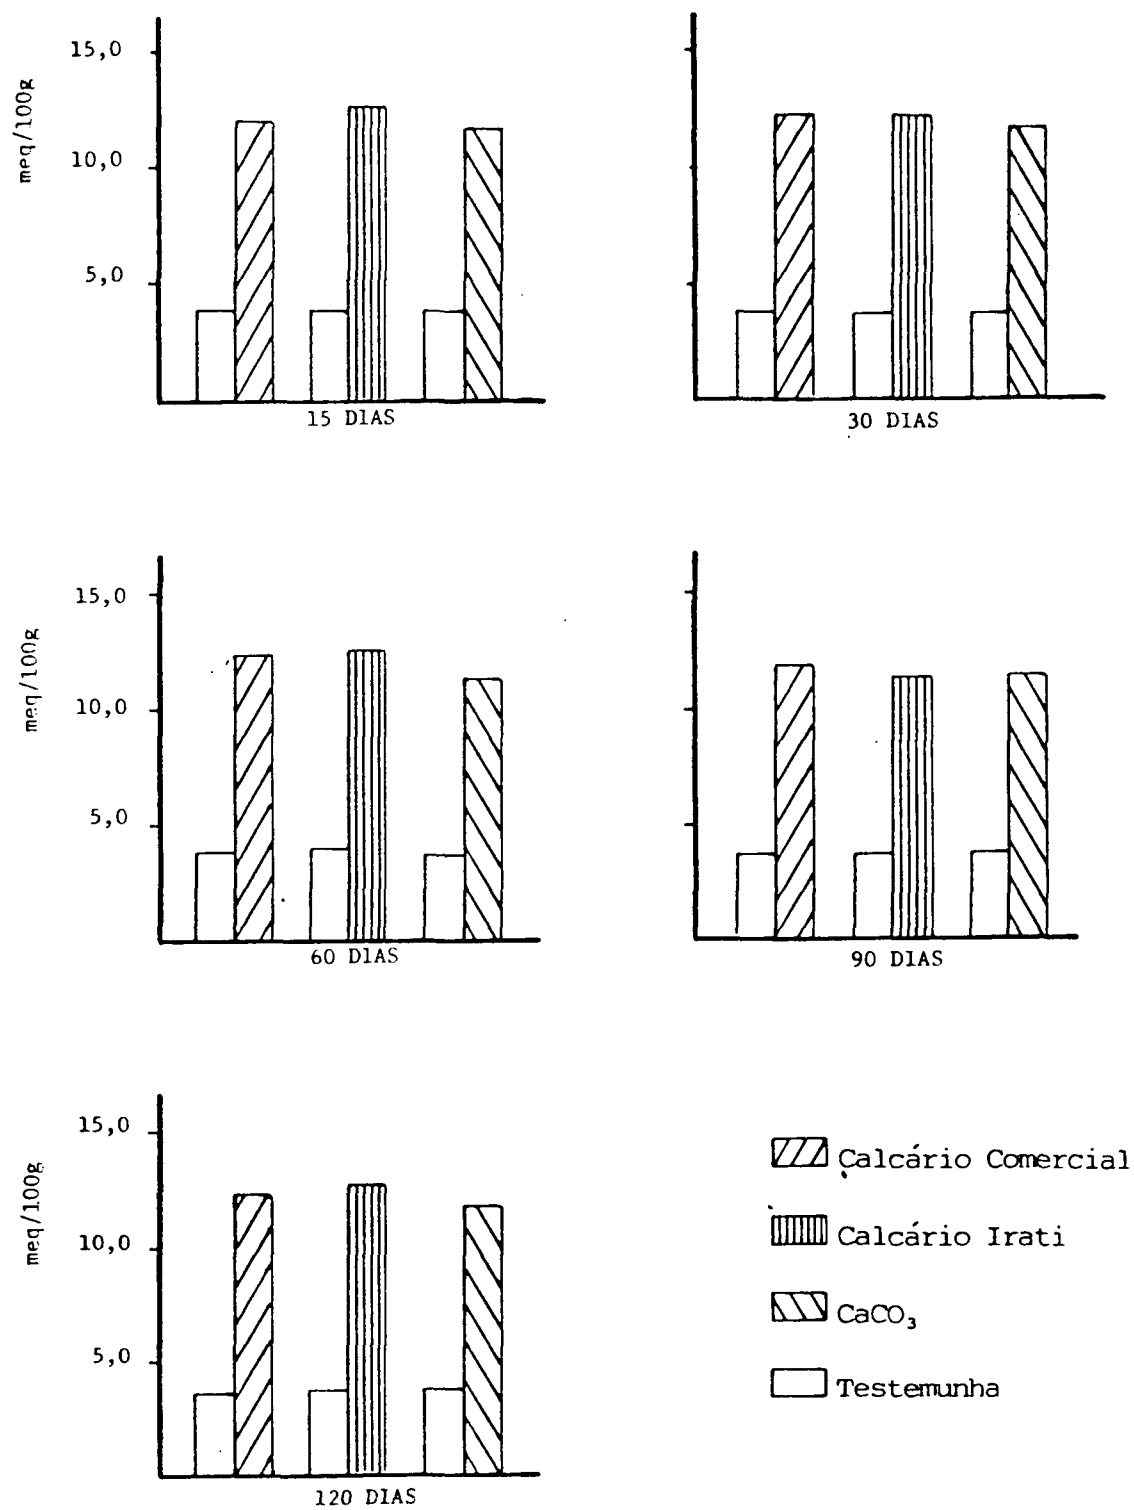 15,0
meq/100g
10,0
5,0
15 DIAS
30 DIAS
15,0
meq/100g
10,0
5,0
60 DIAS
90 DIAS
15,0
meq/100g
10,0
5,0
120 DIAS
Calcário Comercial
Calcário Irati
CaCO₃
Testemunha